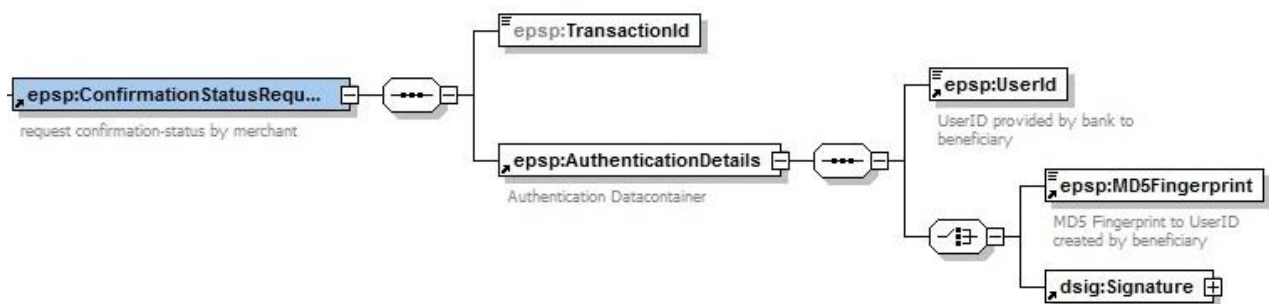 epsp:TransactionId
epsp:ConfirmationStatusRequ...
request confirmation-status by merchant
epsp:AuthenticationDetails
Authentication Datacontainer
epsp:UserId
UserID provided by bank to
beneficiary
epsp:MD5Fingerprint
MD5 Fingerprint to UserID
created by beneficiary
dsig:Signature